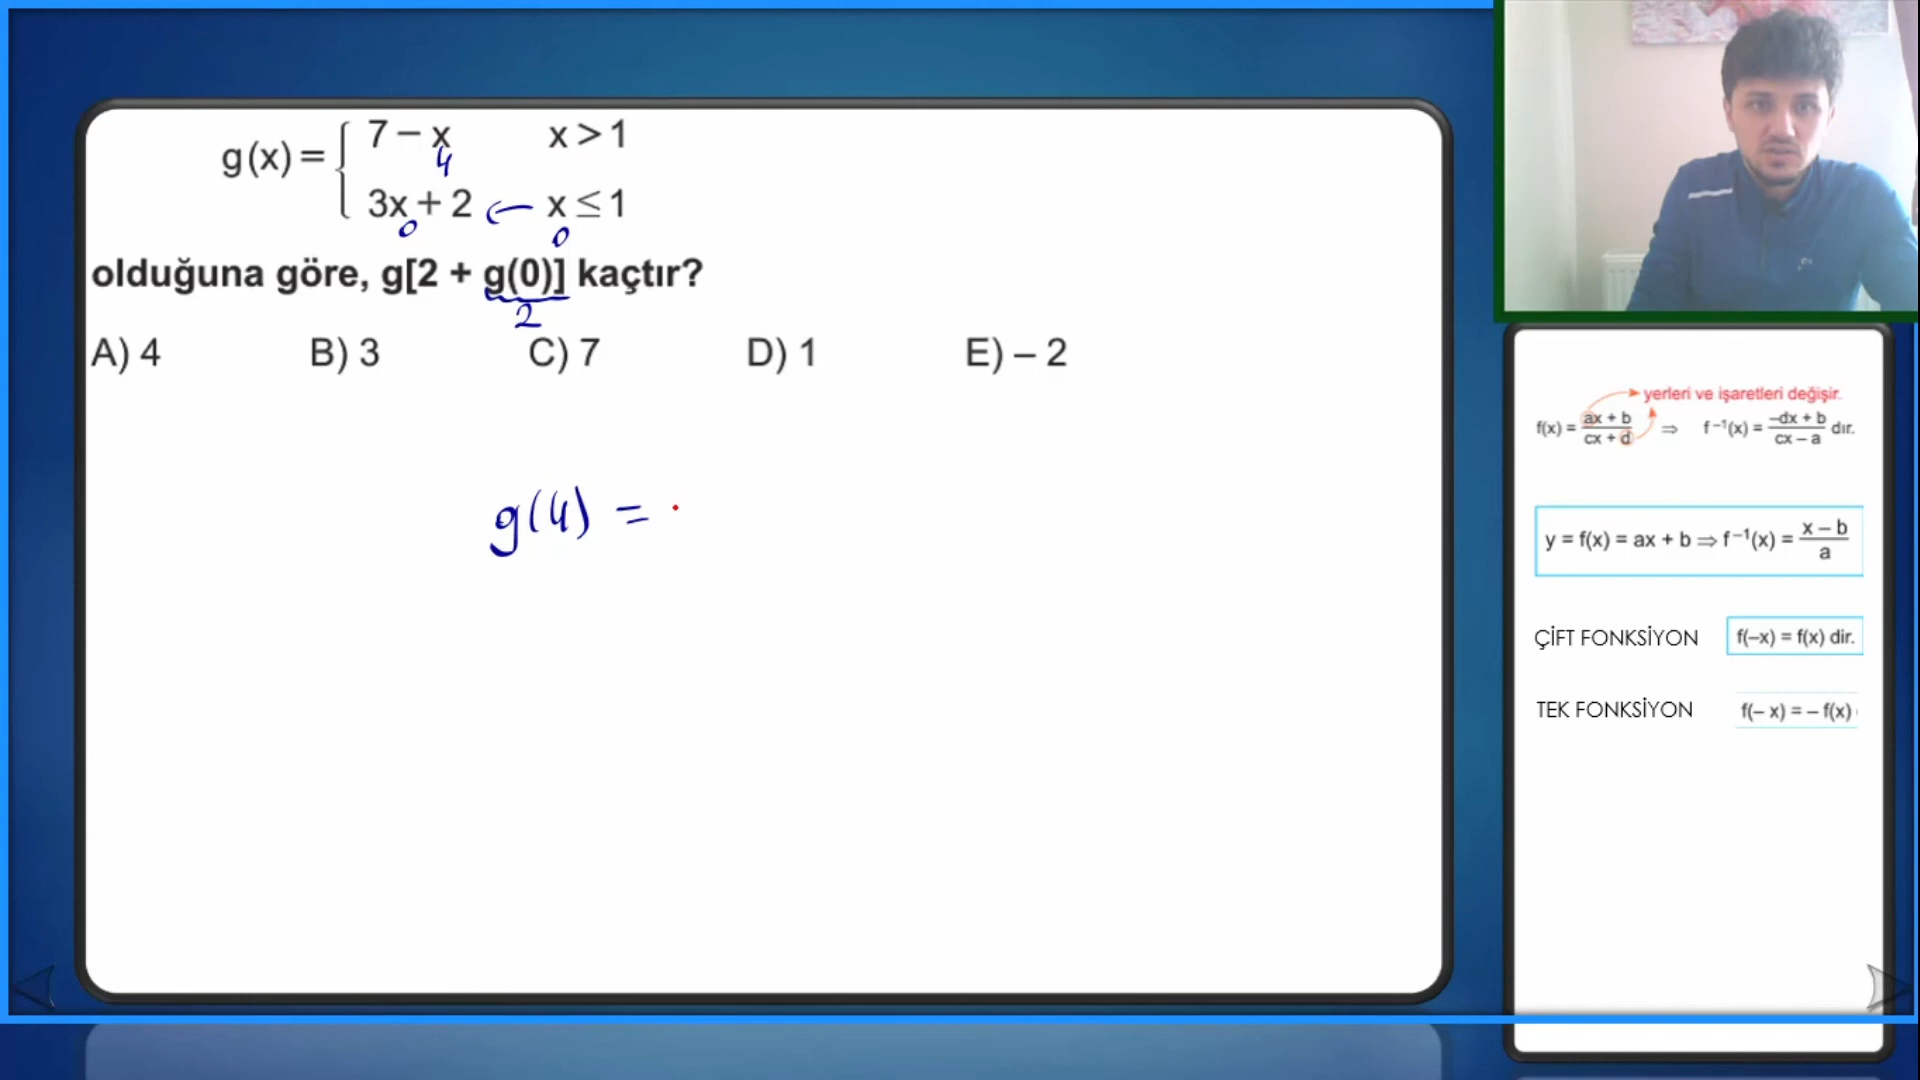 g(x) = { 7 – x    x > 1
4
3x + 2 ← x ≤ 1
0    0
olduğuna göre, g[2 + g(0)] kaçtır?
2
A) 4    B) 3    C) 7    D) 1    E) – 2
g(4) =
yerleri ve işaretleri değişir.
f(x) = (ax + b)/(cx + d) ⇒ f⁻¹(x) = (–dx + b)/(cx – a) dır.
y = f(x) = ax + b ⇒ f⁻¹(x) = (x – b)/a
ÇİFT FONKSİYON    f(–x) = f(x) dir.
TEK FONKSİYON    f(– x) = – f(x)